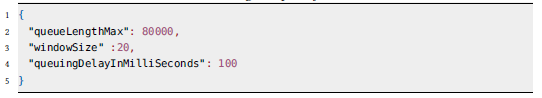 1 {
2 "queueLengthMax": 80000,
3 "windowSize" :20,
4 "queuingDelayInMilliSeconds": 100
5 }